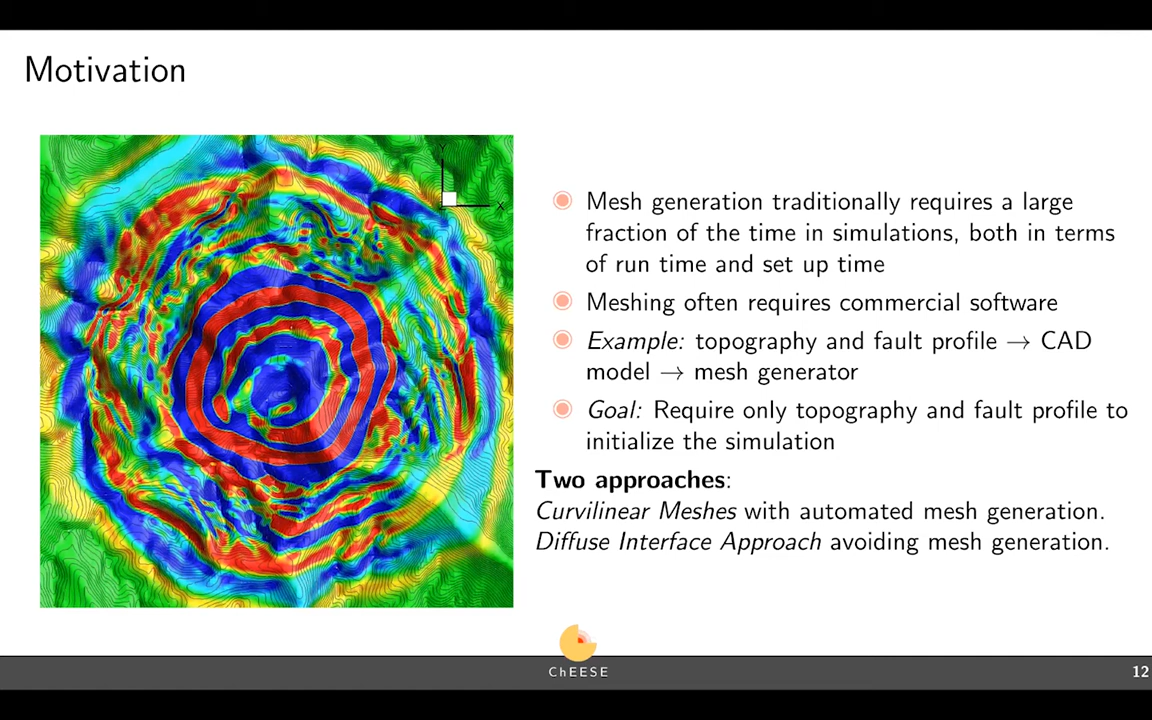 Motivation
Y
X
Mesh generation traditionally requires a large
fraction of the time in simulations, both in terms
of run time and set up time
Meshing often requires commercial software
Example: topography and fault profile → CAD
model → mesh generator
Goal: Require only topography and fault profile to
initialize the simulation
Two approaches:
Curvilinear Meshes with automated mesh generation.
Diffuse Interface Approach avoiding mesh generation.
ChEESE
12